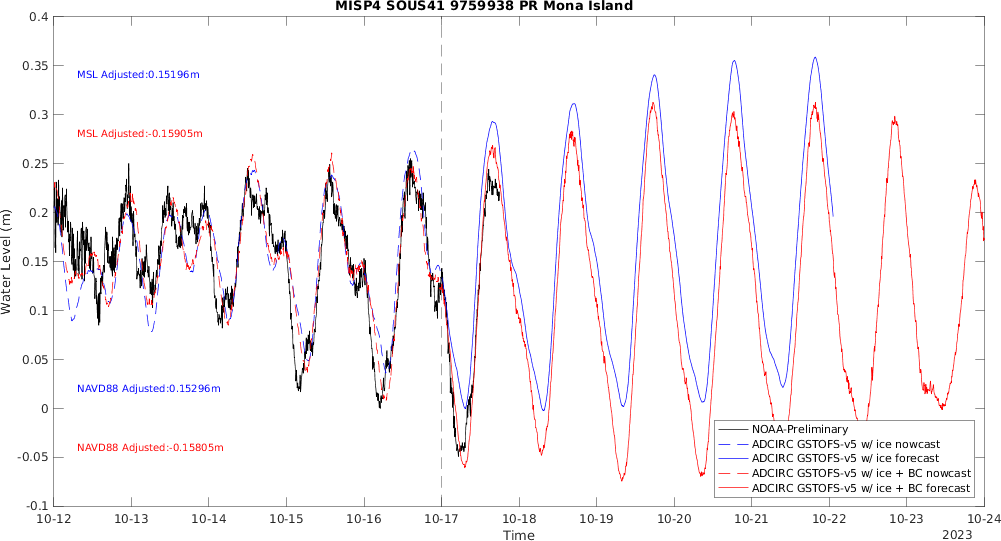 MISP4 SOUS41 9759938 PR Mona Island
0.4
0.35
0.3
0.25
0.2
0.15
0.1
0.05
0
-0.05
-0.1
Water Level (m)
MSL Adjusted:0.15196m
MSL Adjusted:-0.15905m
NAVD88 Adjusted:0.15296m
NAVD88 Adjusted:-0.15805m
NOAA-Preliminary
ADCIRC GSTOFS-v5 w/ ice nowcast
ADCIRC GSTOFS-v5 w/ ice forecast
ADCIRC GSTOFS-v5 w/ ice + BC nowcast
ADCIRC GSTOFS-v5 w/ ice + BC forecast
10-12 10-13 10-14 10-15 10-16 10-17 10-18 10-19 10-20 10-21 10-22 10-23 10-24
Time
2023